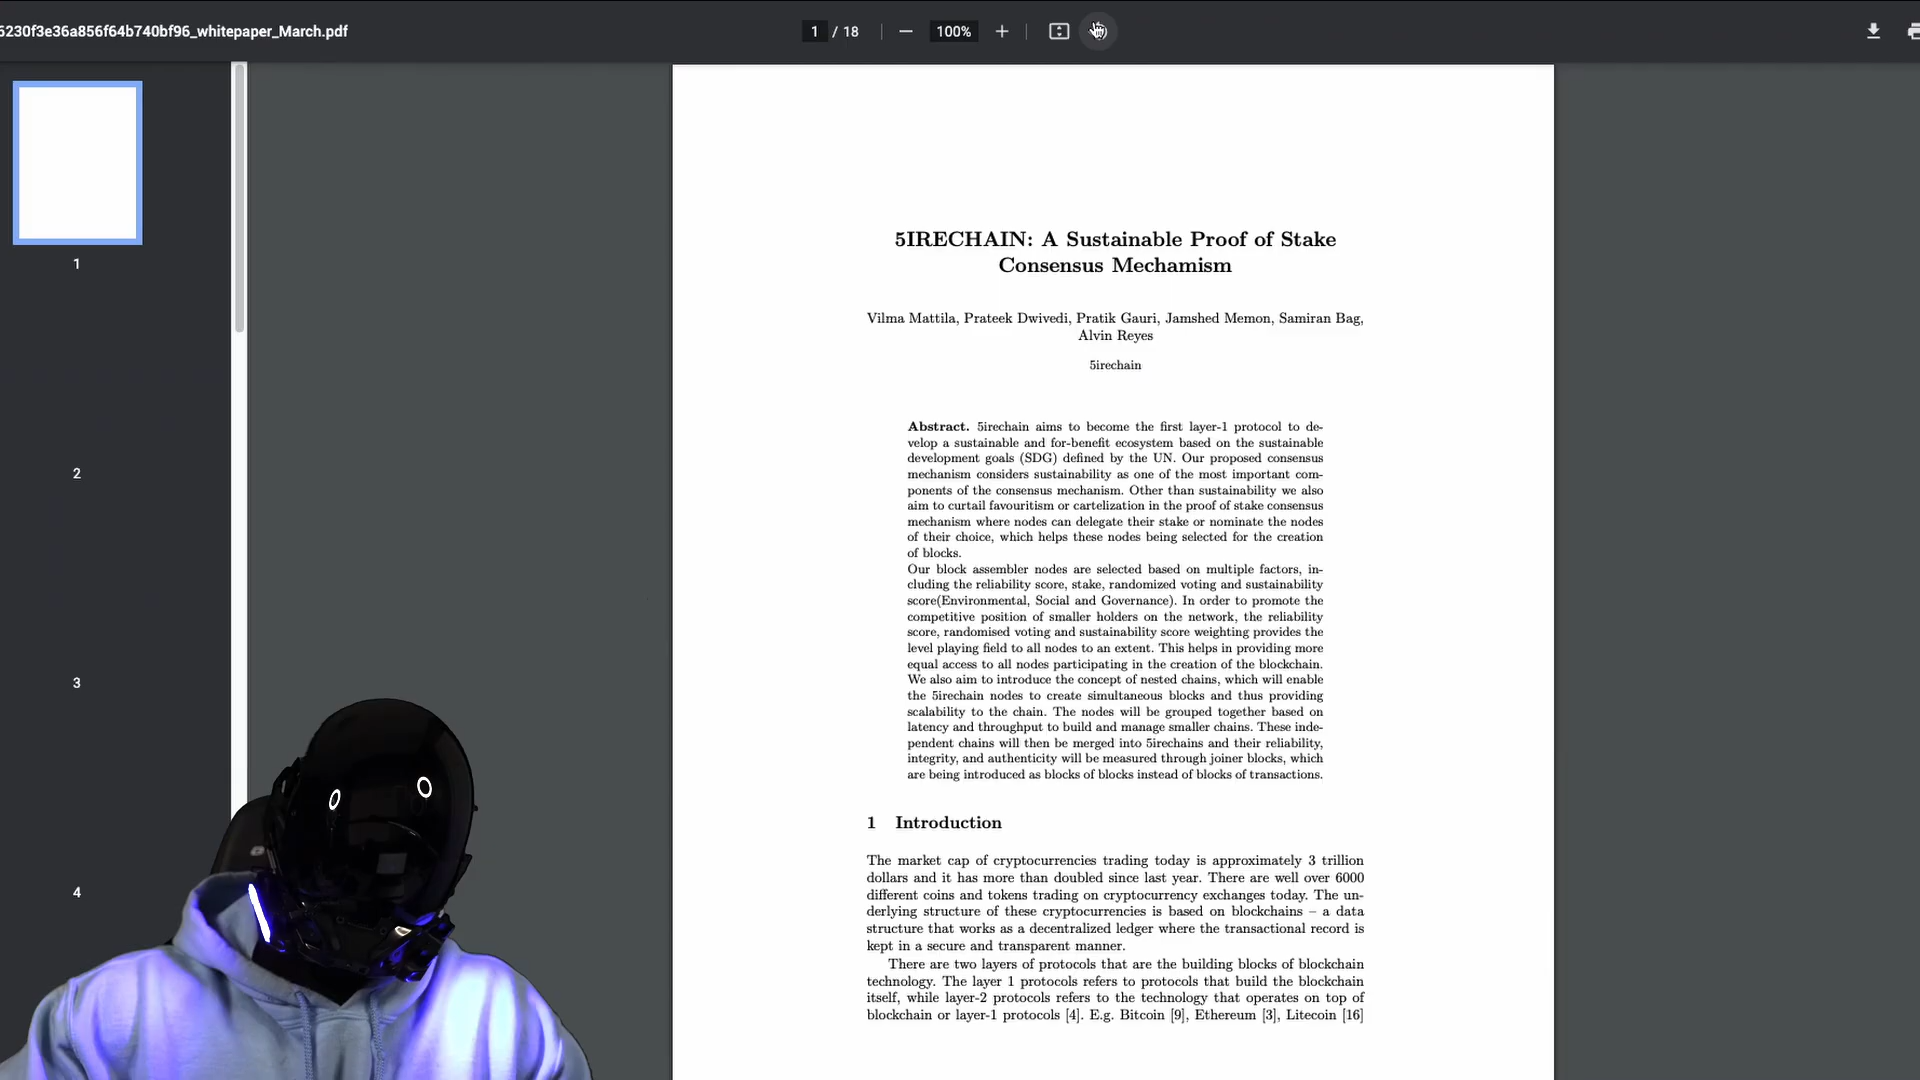 6230f3e36a856f64b740bf96_whitepaper_March.pdf
1 / 18
100%
1
2
3
4
5IRECHAIN: A Sustainable Proof of Stake
Consensus Mechamism
Vilma Mattila, Prateek Dwivedi, Pratik Gauri, Jamshed Memon, Samiran Bag,
Alvin Reyes
5irechain
Abstract. 5irechain aims to become the first layer-1 protocol to de-
velop a sustainable and for-benefit ecosystem based on the sustainable
development goals (SDG) defined by the UN. Our proposed consensus
mechanism considers sustainability as one of the most important com-
ponents of the consensus mechanism. Other than sustainability we also
aim to curtail favouritism or cartelization in the proof of stake consensus
mechanism where nodes can delegate their stake or nominate the nodes
of their choice, which helps these nodes being selected for the creation
of blocks.
Our block assembler nodes are selected based on multiple factors, in-
cluding the reliability score, stake, randomized voting and sustainability
score(Environmental, Social and Governance). In order to promote the
competitive position of smaller holders on the network, the reliability
score, randomised voting and sustainability score weighting provides the
level playing field to all nodes to an extent. This helps in providing more
equal access to all nodes participating in the creation of the blockchain.
We also aim to introduce the concept of nested chains, which will enable
the 5irechain nodes to create simultaneous blocks and thus providing
scalability to the chain. The nodes will be grouped together based on
latency and throughput to build and manage smaller chains. These inde-
pendent chains will then be merged into 5irechains and their reliability,
integrity, and authenticity will be measured through joiner blocks, which
are being introduced as blocks of blocks instead of blocks of transactions.
1 Introduction
The market cap of cryptocurrencies trading today is approximately 3 trillion
dollars and it has more than doubled since last year. There are well over 6000
different coins and tokens trading on cryptocurrency exchanges today. The un-
derlying structure of these cryptocurrencies is based on blockchains – a data
structure that works as a decentralized ledger where the transactional record is
kept in a secure and transparent manner.
There are two layers of protocols that are the building blocks of blockchain
technology. The layer 1 protocols refers to protocols that build the blockchain
itself, while layer-2 protocols refers to the technology that operates on top of
blockchain or layer-1 protocols [4]. E.g. Bitcoin [9], Ethereum [3], Litecoin [16]